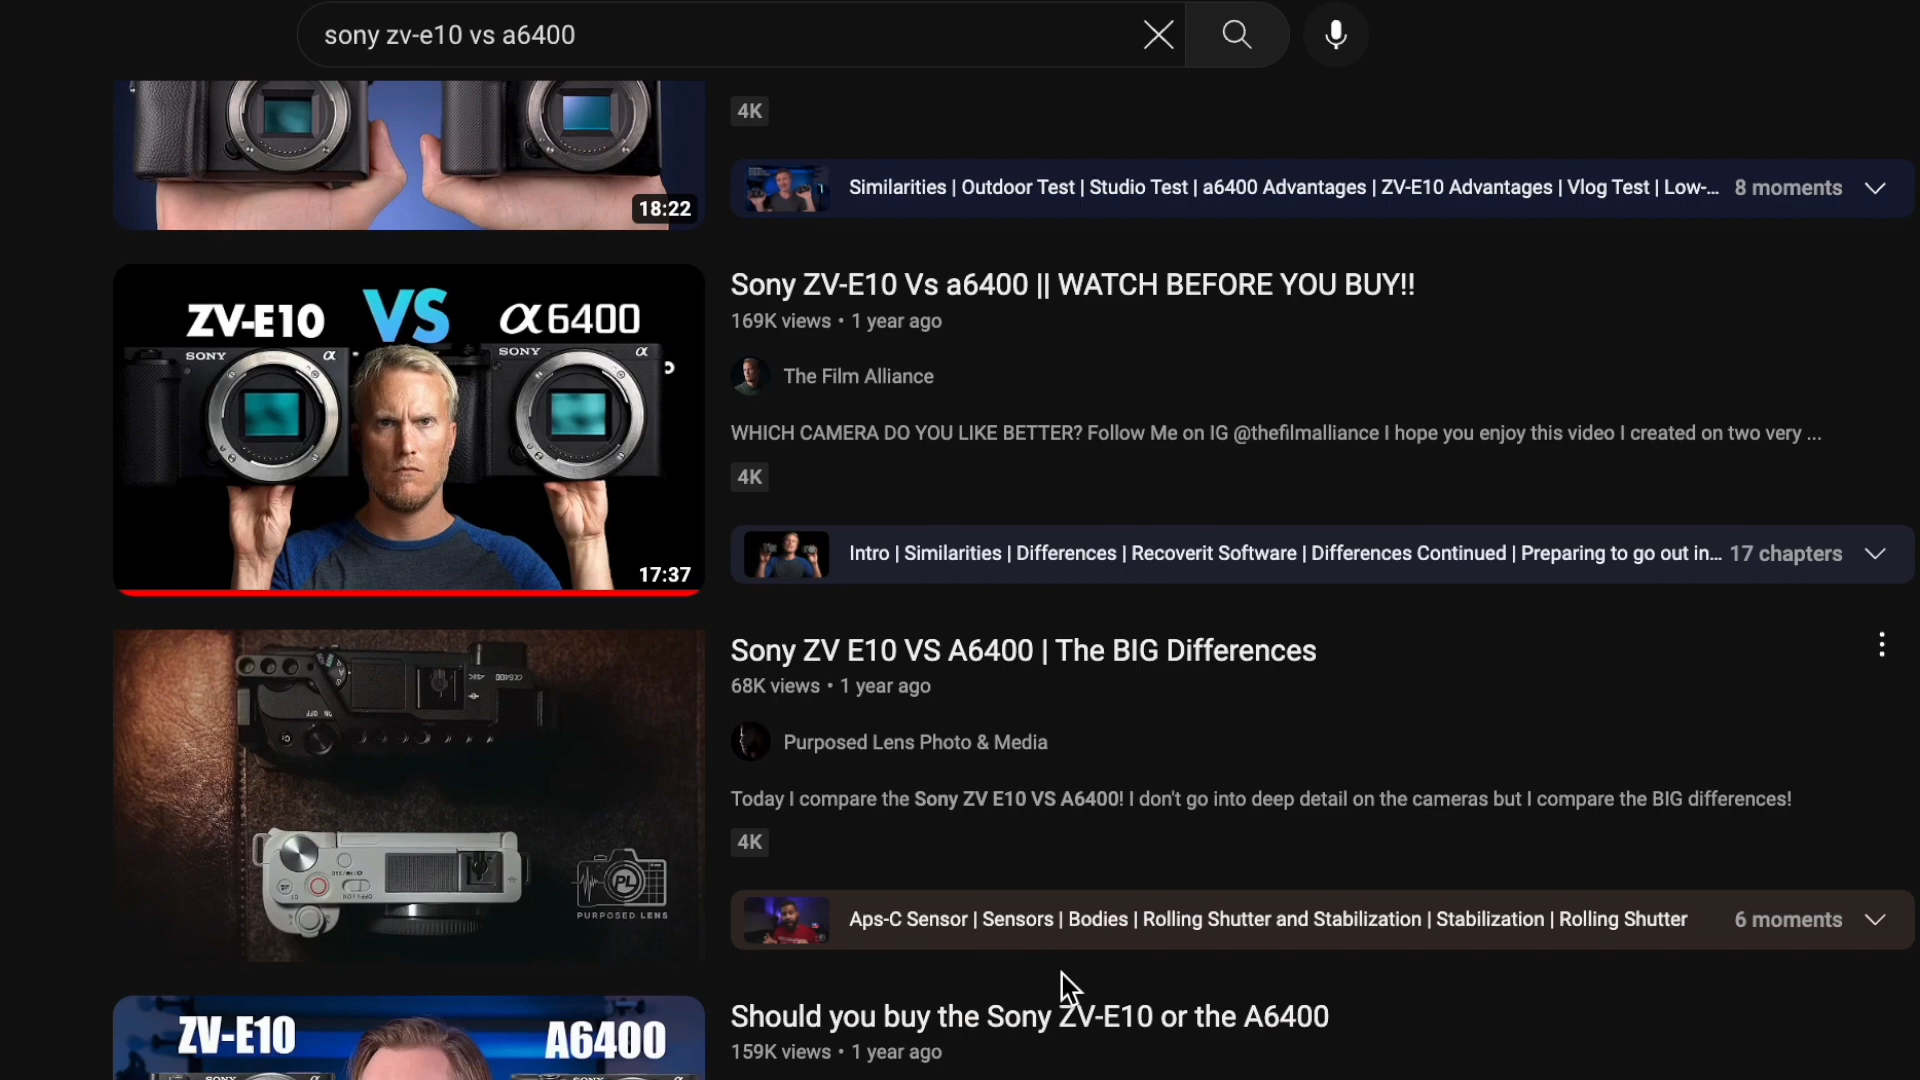 sony zv-e10 vs a6400
4K
18:22
Similarities | Outdoor Test | Studio Test | a6400 Advantages | ZV-E10 Advantages | Vlog Test | Low-...
8 moments
ZV-E10 VS α6400
SONY α
SONY α
17:37
Sony ZV-E10 Vs a6400 || WATCH BEFORE YOU BUY!!
169K views • 1 year ago
The Film Alliance
WHICH CAMERA DO YOU LIKE BETTER? Follow Me on IG @thefilmalliance I hope you enjoy this video I created on two very ...
4K
Intro | Similarities | Differences | Recoverit Software | Differences Continued | Preparing to go out in...
17 chapters
PL
PURPOSED LENS
Sony ZV E10 VS A6400 | The BIG Differences
68K views • 1 year ago
Purposed Lens Photo & Media
Today I compare the Sony ZV E10 VS A6400! I don't go into deep detail on the cameras but I compare the BIG differences!
4K
Aps-C Sensor | Sensors | Bodies | Rolling Shutter and Stabilization | Stabilization | Rolling Shutter
6 moments
ZV-E10 A6400
Should you buy the Sony ZV-E10 or the A6400
159K views • 1 year ago